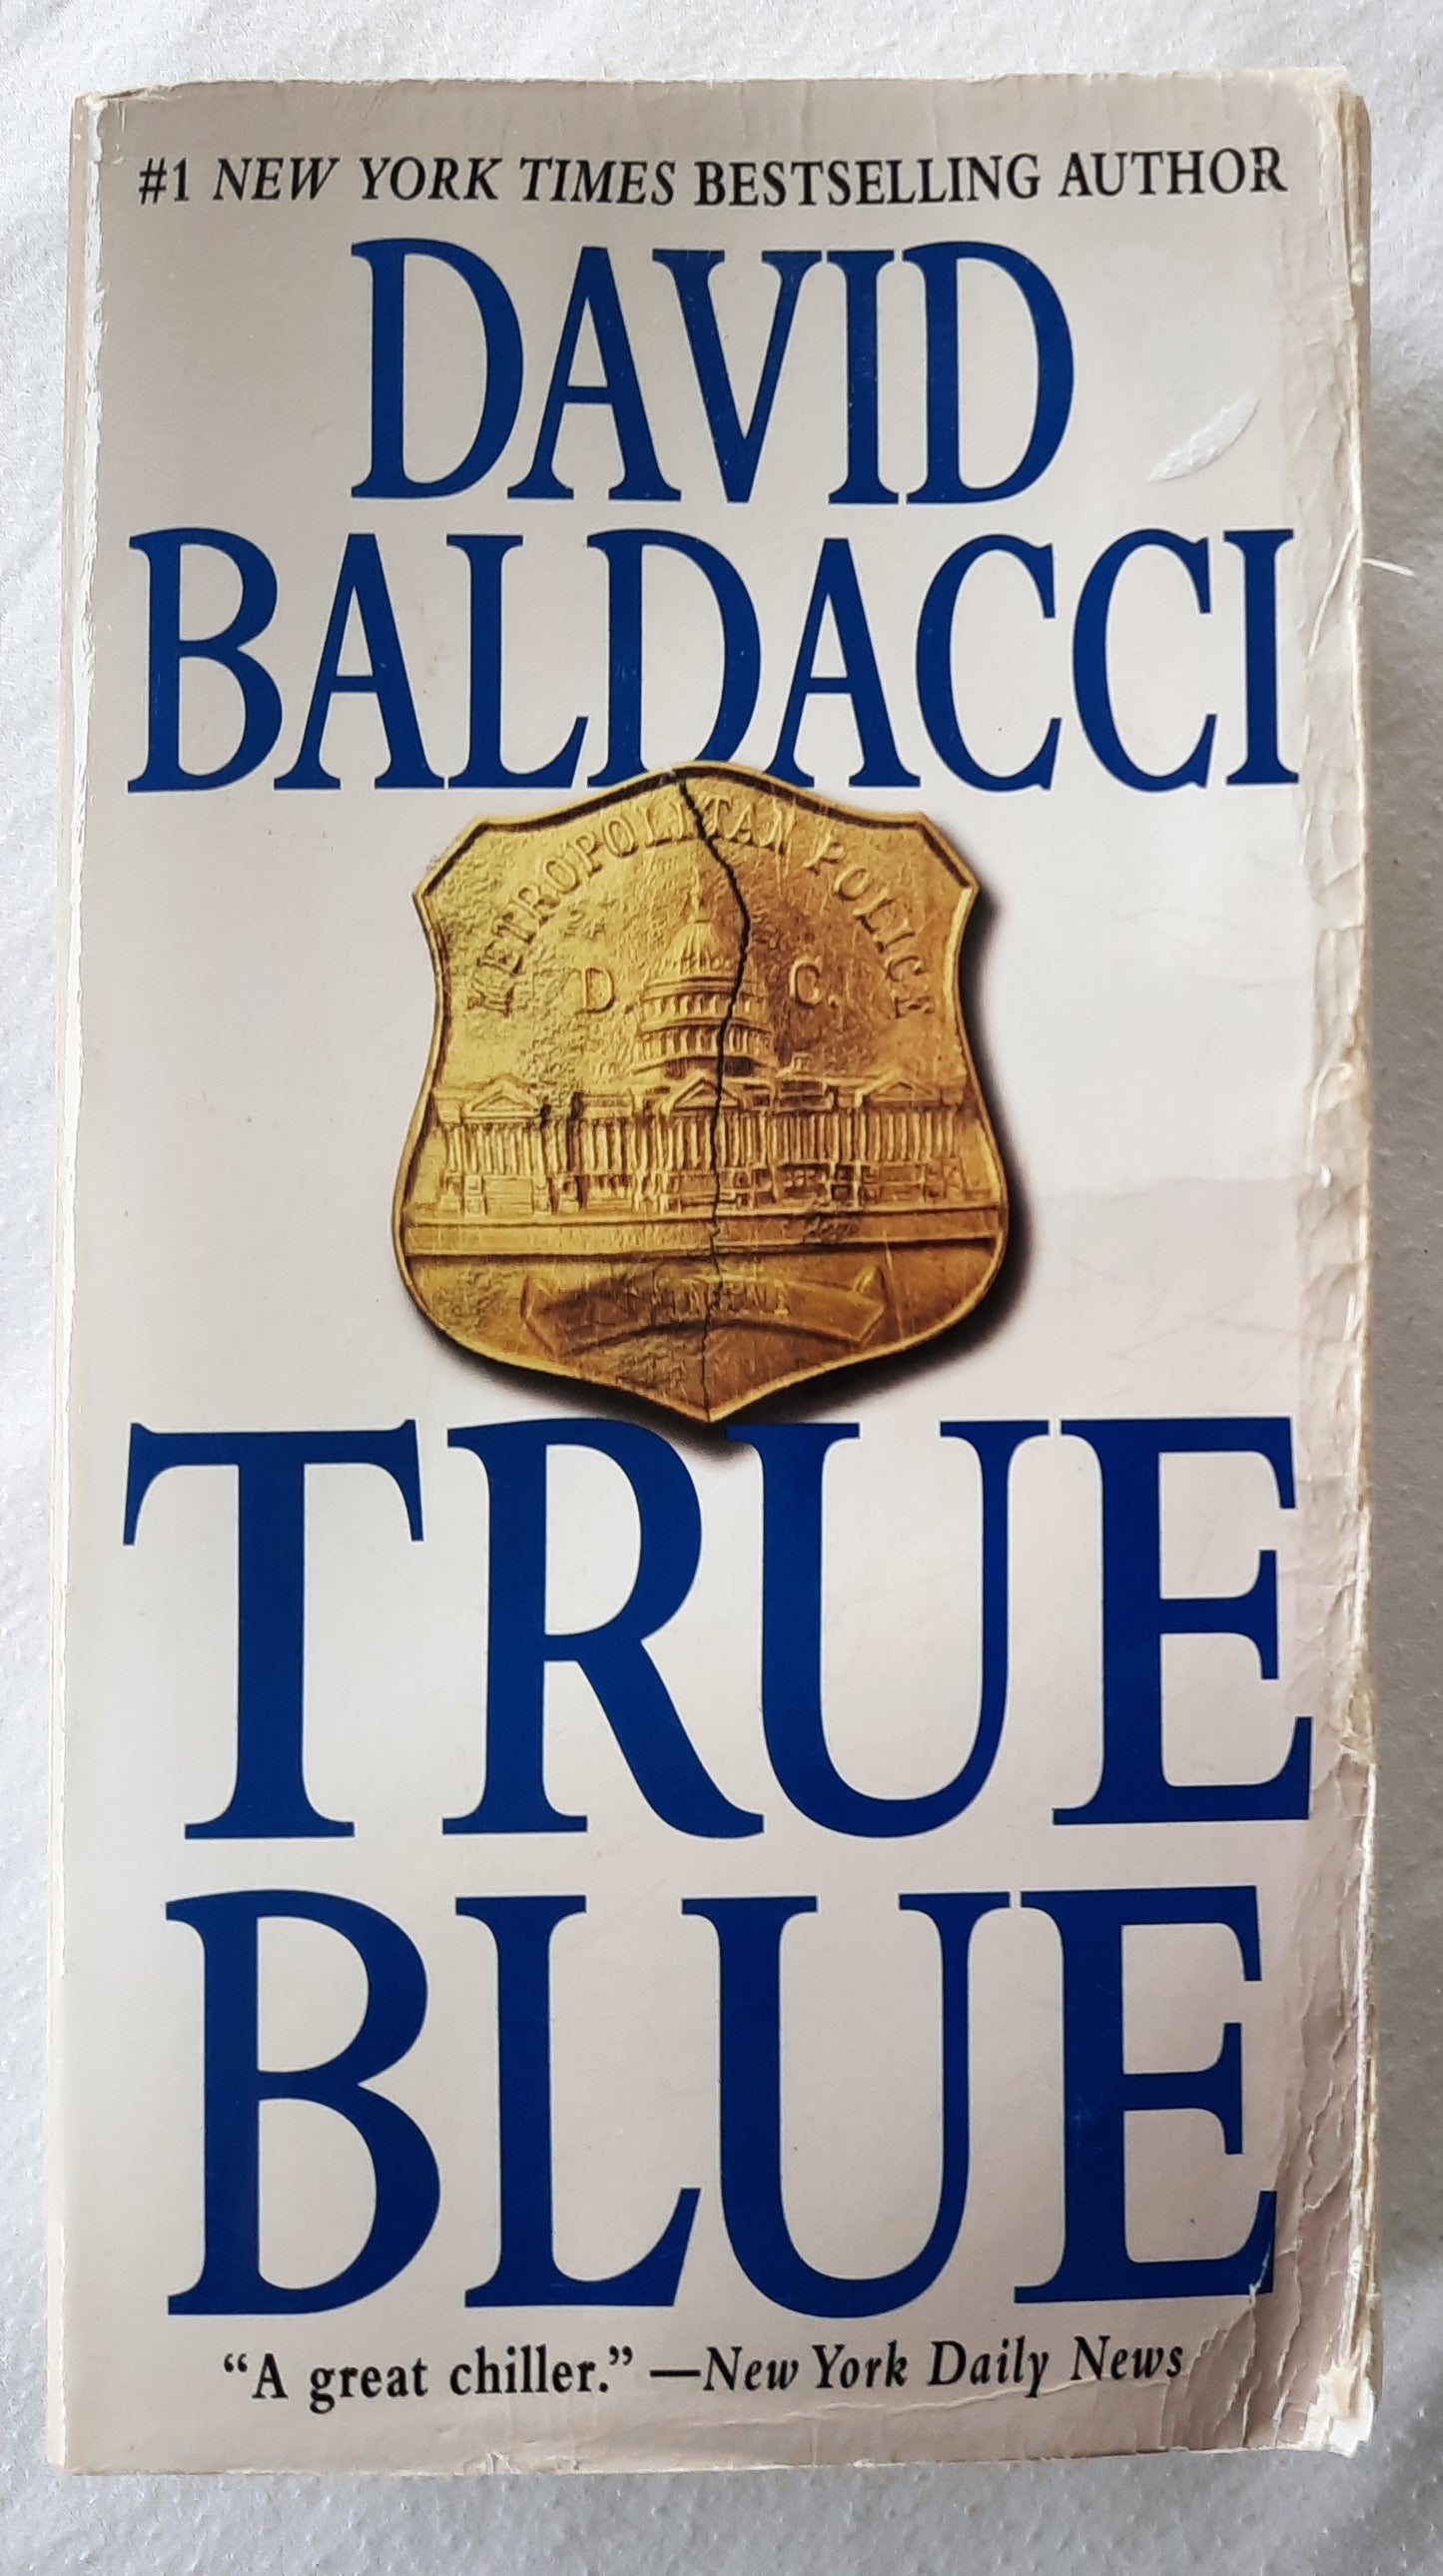 #1 NEW YORK TIMES BESTSELLING AUTHOR
DAVID
BALDACCI
METROPOLITAN POLICE
D. C.
TRUE
BLUE
“A great chiller.” —New York Daily News